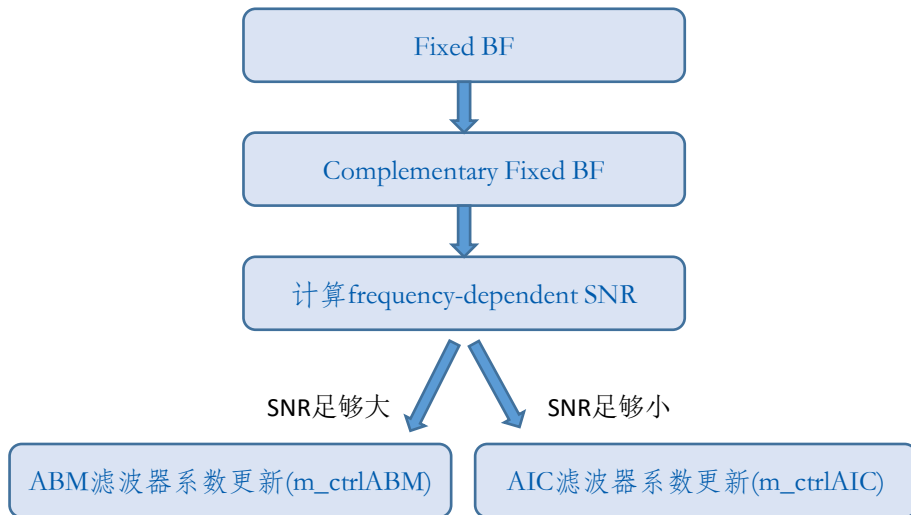 Fixed BF
Complementary Fixed BF
计算frequency-dependent SNR
SNR足够大
SNR足够小
ABM滤波器系数更新(m_ctrlABM)
AIC滤波器系数更新(m_ctrlAIC)